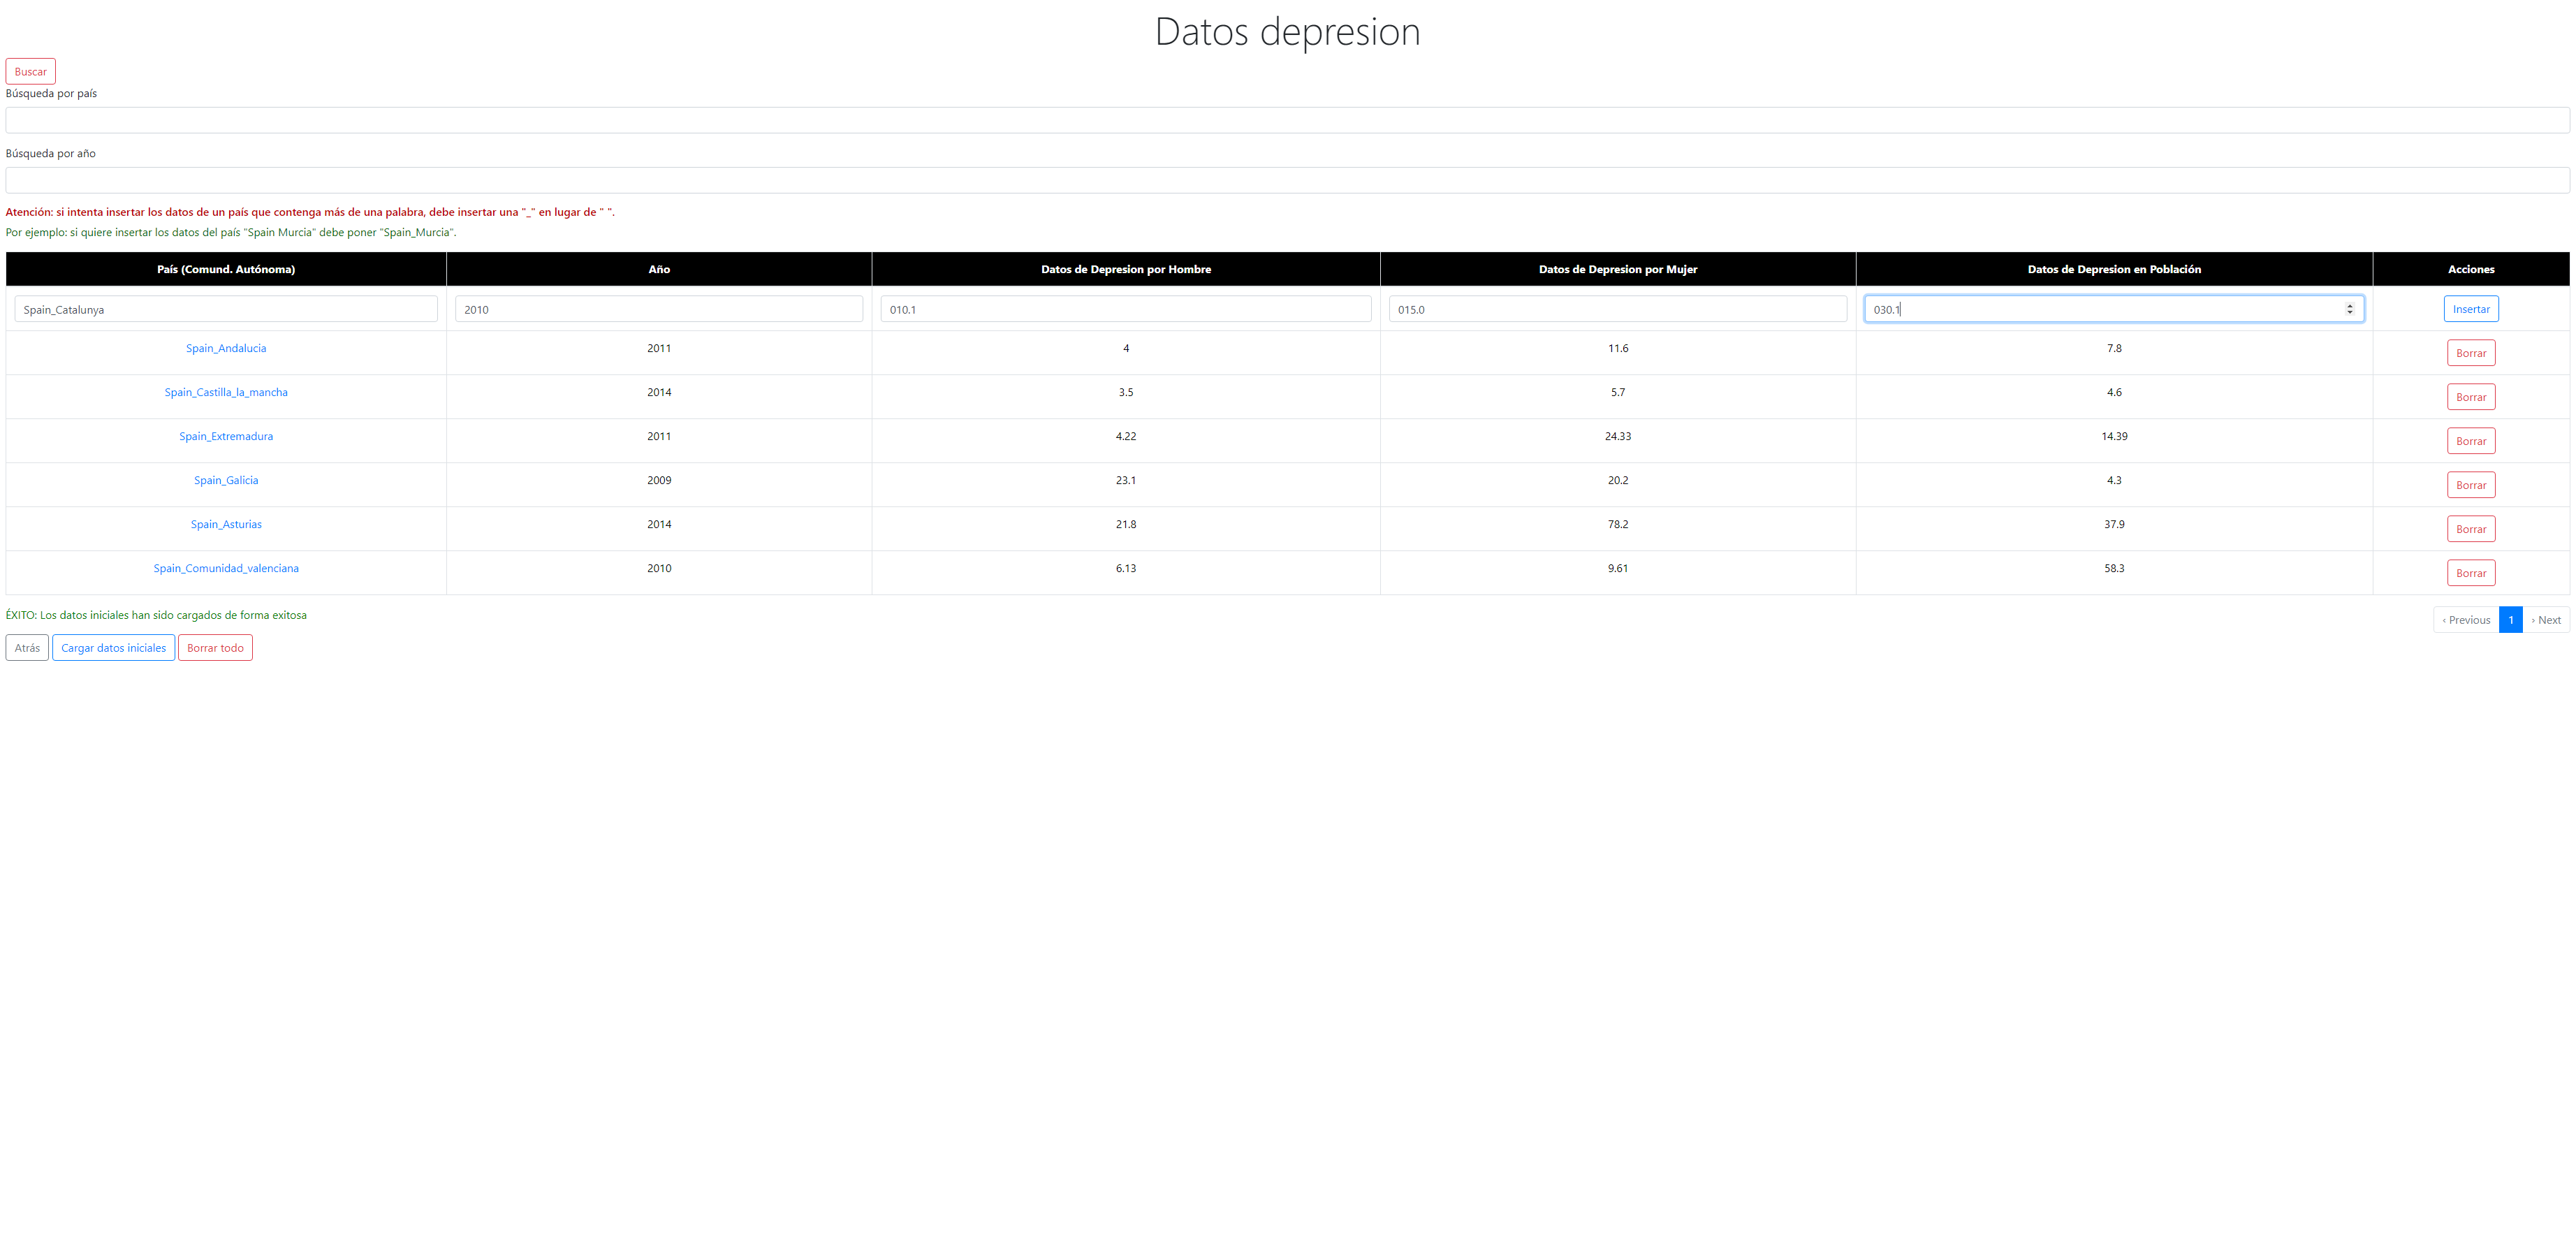 Datos depresion
Buscar
Búsqueda por país
Búsqueda por año
Atención: si intenta insertar los datos de un país que contenga más de una palabra, debe insertar una "_" en lugar de " ".
Por ejemplo: si quiere insertar los datos del país "Spain Murcia" debe poner "Spain_Murcia".
País (Comund. Autónoma) Año Datos de Depresion por Hombre Datos de Depresion por Mujer Datos de Depresion en Población Acciones
Spain_Catalunya 2010 010.1 015.0 030.1 Insertar
Spain_Andalucia 2011 4 11.6 7.8 Borrar
Spain_Castilla_la_mancha 2014 3.5 5.7 4.6 Borrar
Spain_Extremadura 2011 4.22 24.33 14.39 Borrar
Spain_Galicia 2009 23.1 20.2 4.3 Borrar
Spain_Asturias 2014 21.8 78.2 37.9 Borrar
Spain_Comunidad_valenciana 2010 6.13 9.61 58.3 Borrar
ÉXITO: Los datos iniciales han sido cargados de forma exitosa
‹ Previous 1 › Next
Atrás Cargar datos iniciales Borrar todo